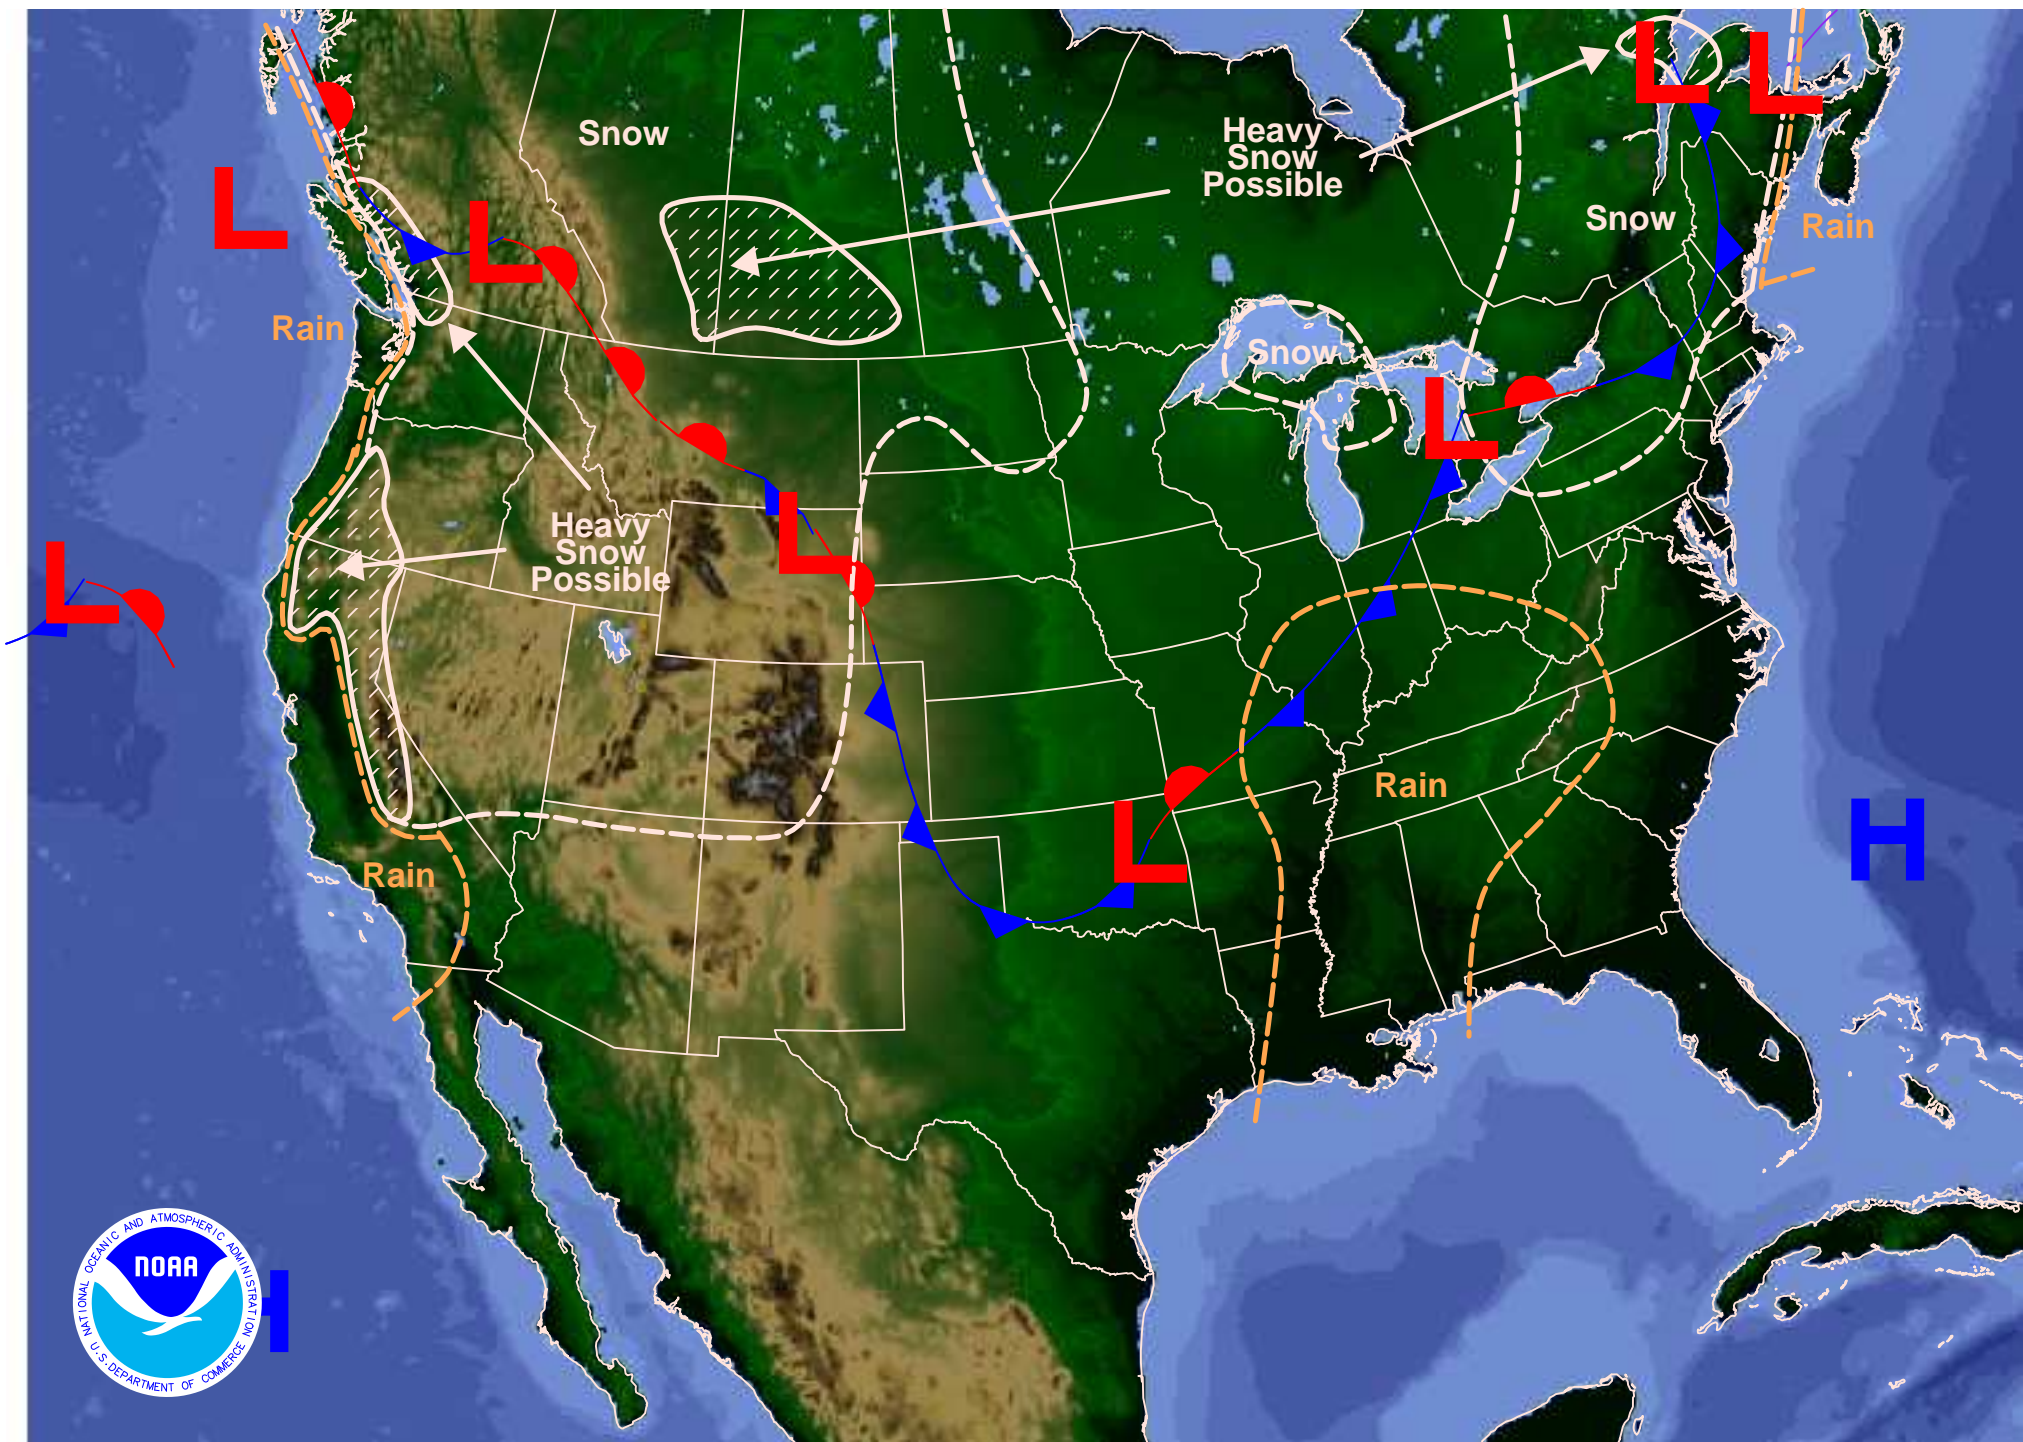 L
L
Snow
Heavy
Snow
Possible
L
L
Snow
Rain
Rain
Snow
L
L
Heavy
Snow
Possible
L
L
Rain
L
Rain
H
NATIONAL OCEANIC AND ATMOSPHERIC ADMINISTRATION
NOAA
U.S. DEPARTMENT OF COMMERCE
H